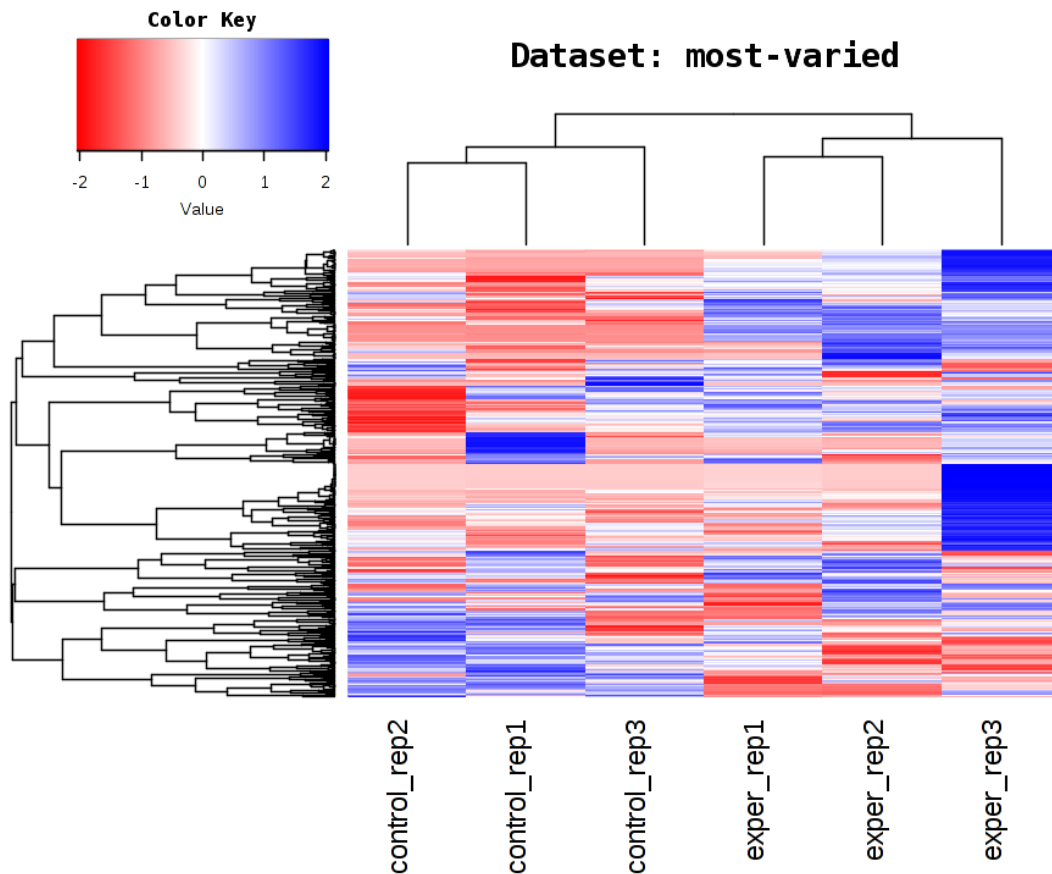 Color Key
-2 -1 0 1 2
Value
Dataset: most-varied
control_rep2
control_rep1
control_rep3
exper_rep1
exper_rep2
exper_rep3